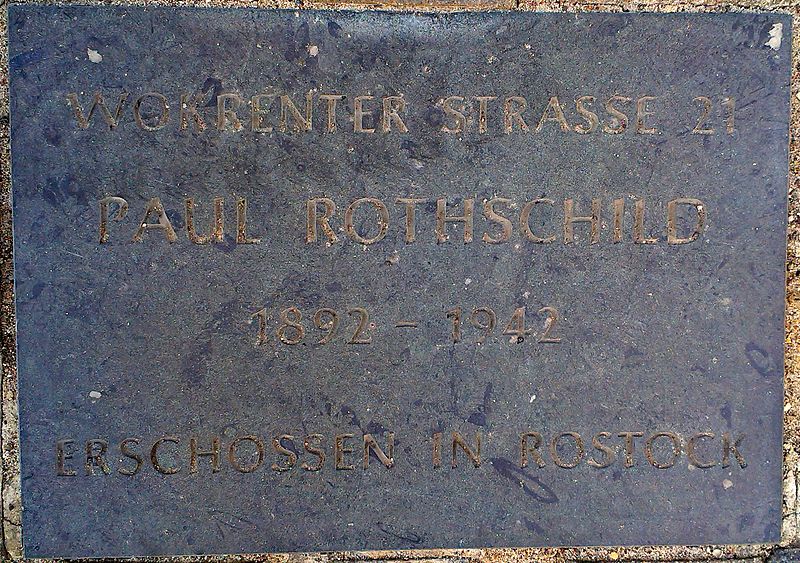 WOKRENTER STRASSE 21
PAUL ROTHSCHILD
1892 – 1942
ERSCHOSSEN IN ROSTOCK